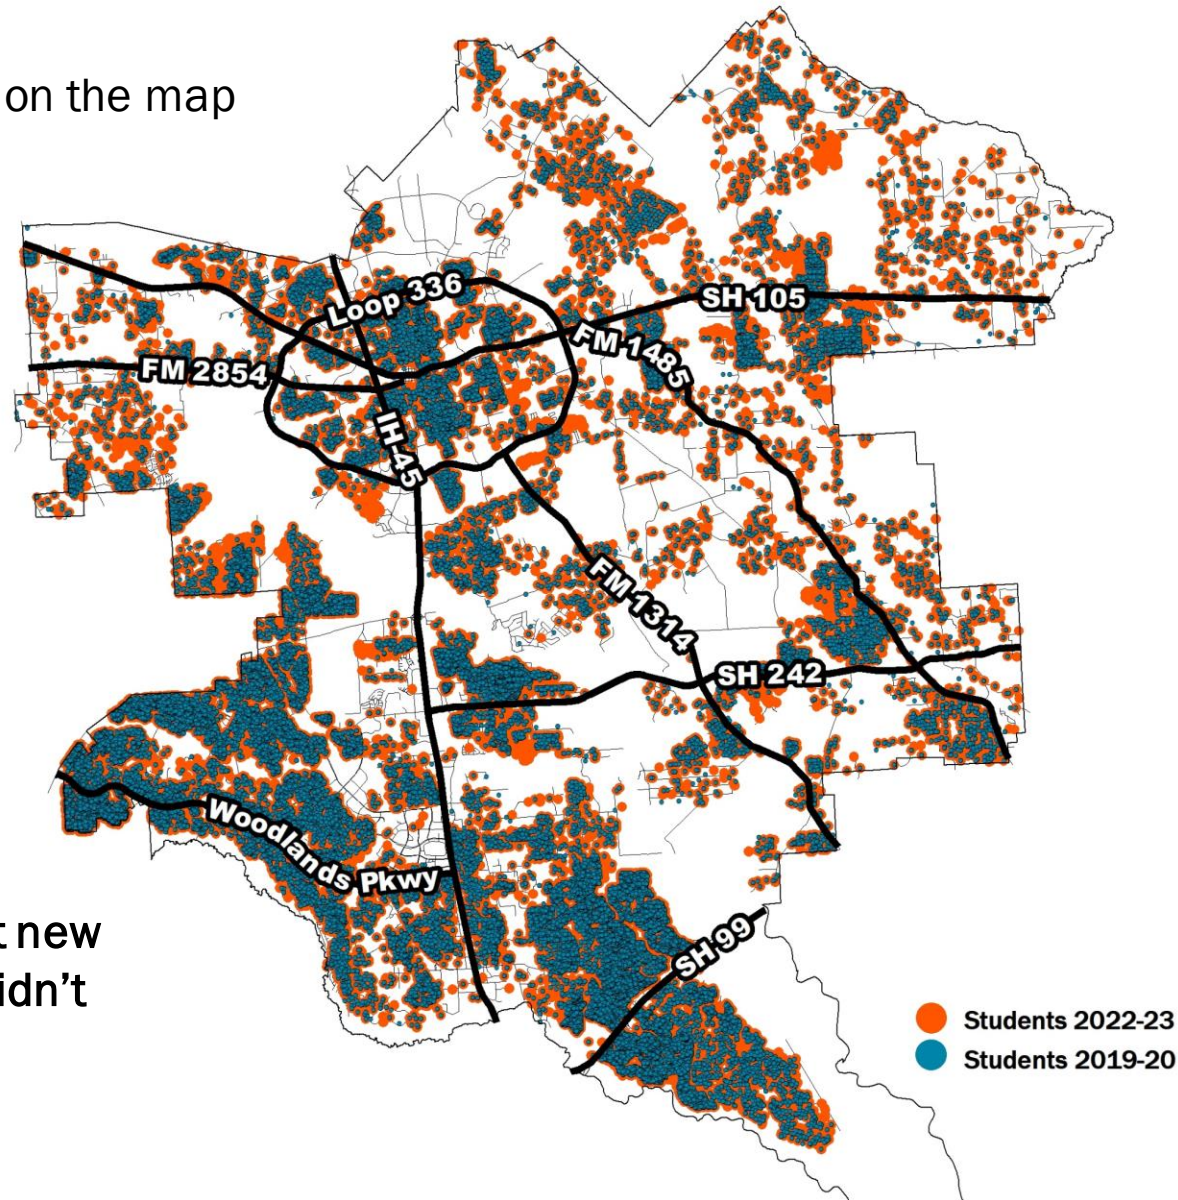 on the map
Loop 336
SH 105
FM 1485
FM 2854
IH-45
FM 1314
SH 242
Woodlands Pkwy
t new
idn't
SH 99
Students 2022-23
Students 2019-20